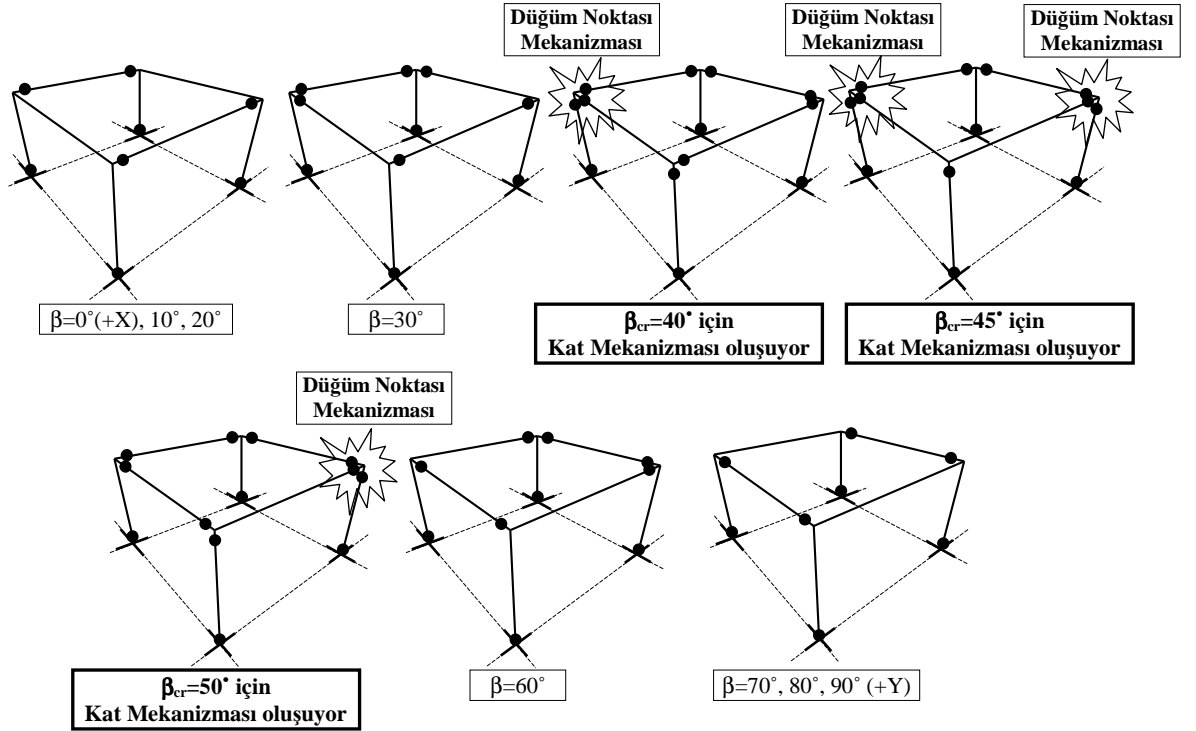 Düğüm Noktası
Mekanizması
Düğüm Noktası
Mekanizması
Düğüm Noktası
Mekanizması
β=0˚(+X), 10˚, 20˚
β=30˚
βcr=40˚ için
Kat Mekanizması oluşuyor
βcr=45˚ için
Kat Mekanizması oluşuyor
Düğüm Noktası
Mekanizması
βcr=50˚ için
Kat Mekanizması oluşuyor
β=60˚
β=70˚, 80˚, 90˚ (+Y)